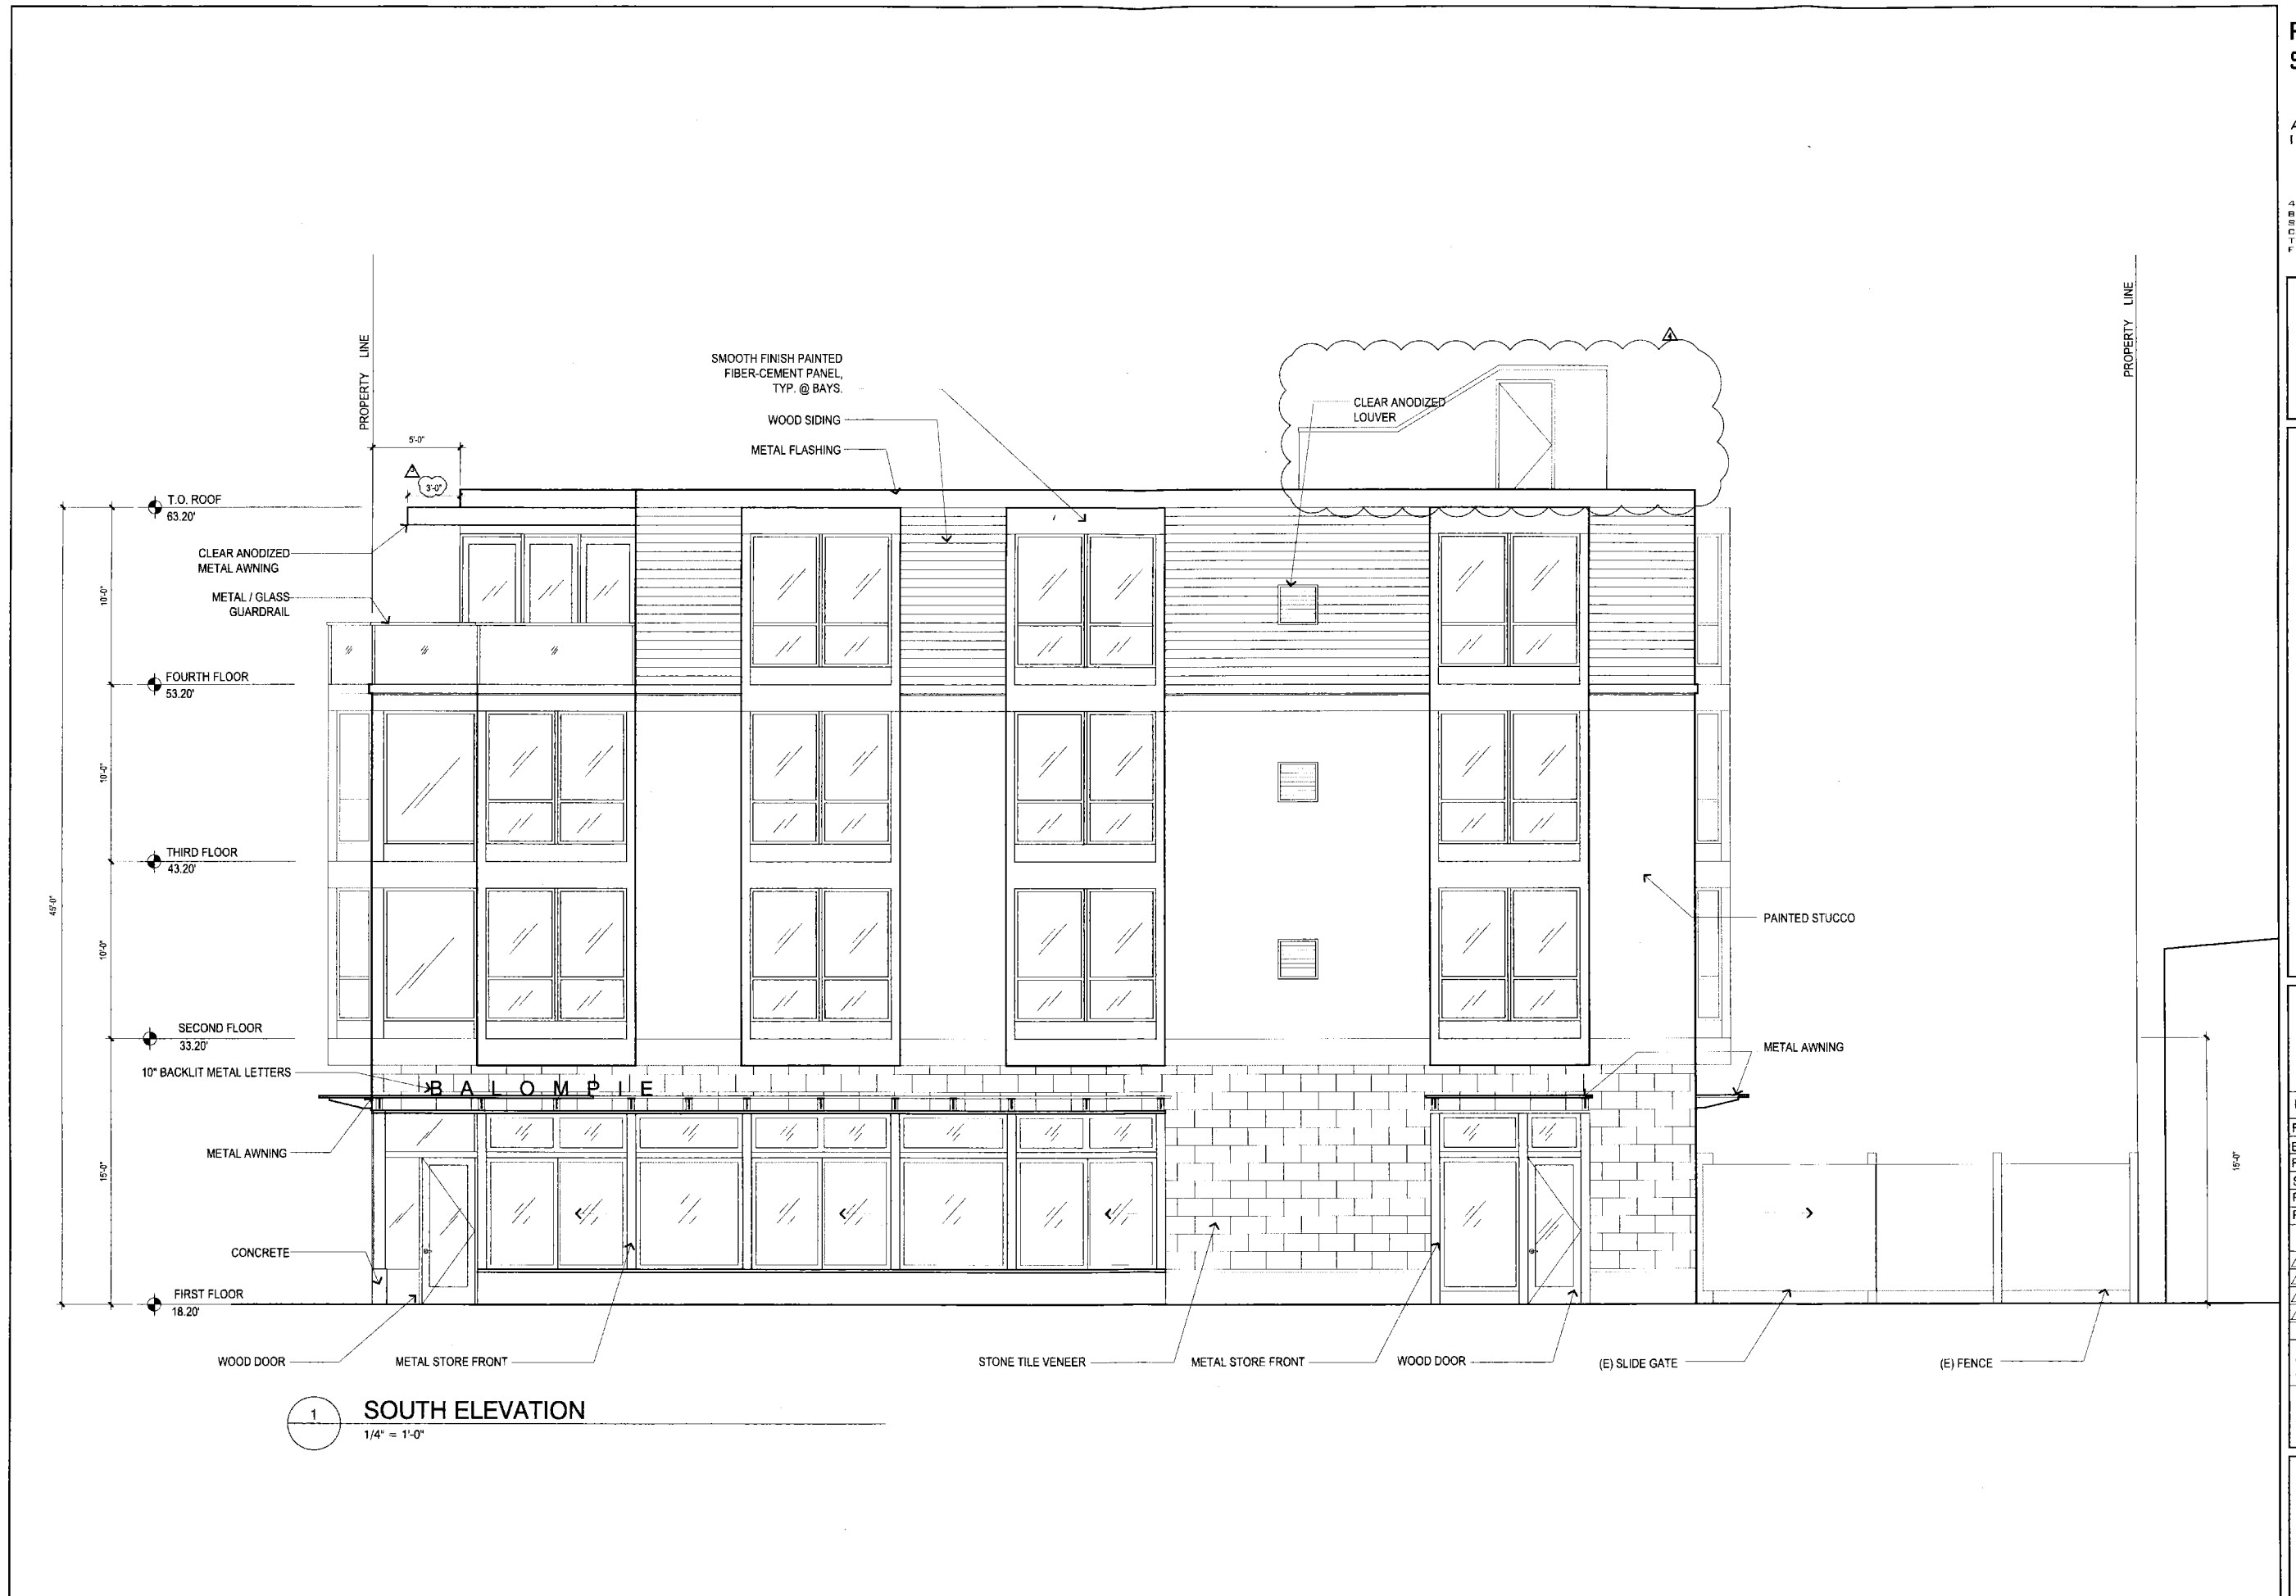 PROPERTY LINE
PROPERTY LINE
SMOOTH FINISH PAINTED
FIBER-CEMENT PANEL,
TYP. @ BAYS.
WOOD SIDING
METAL FLASHING
CLEAR ANODIZED
LOUVER
4
5'-0"
3
3'-0"
T.O. ROOF
63.20'
CLEAR ANODIZED
METAL AWNING
METAL / GLASS
GUARDRAIL
10'-0"
FOURTH FLOOR
53.20'
10'-0"
THIRD FLOOR
43.20'
45'-0"
10'-0"
PAINTED STUCCO
SECOND FLOOR
33.20'
METAL AWNING
10" BACKLIT METAL LETTERS
BALOMPIE
METAL AWNING
15'-0"
15'-0"
CONCRETE
FIRST FLOOR
18.20'
WOOD DOOR
METAL STORE FRONT
STONE TILE VENEER
METAL STORE FRONT
WOOD DOOR
(E) SLIDE GATE
(E) FENCE
1
SOUTH ELEVATION
1/4" = 1'-0"